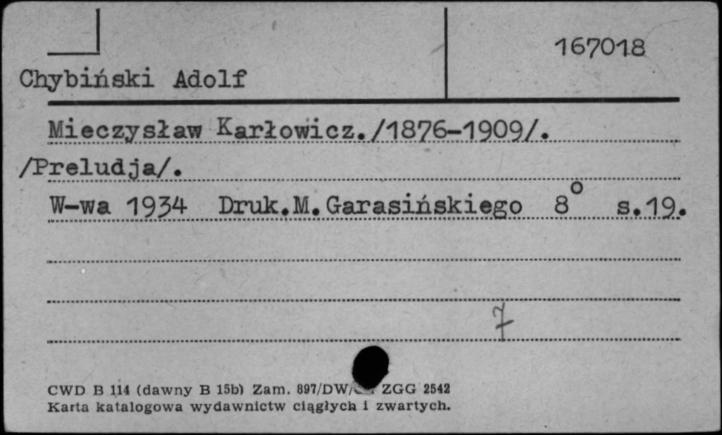 167018
Chybiński Adolf
Mieczysław Karłowicz./1876-1909/.
/Preludja/.
W-wa 1934 Druk.M.Garasińskiego 8° s.19.
7
CWD B 114 (dawny B 15b) Zam. 897/DW/ ZGG 2542
Karta katalogowa wydawnictw ciągłych i zwartych.